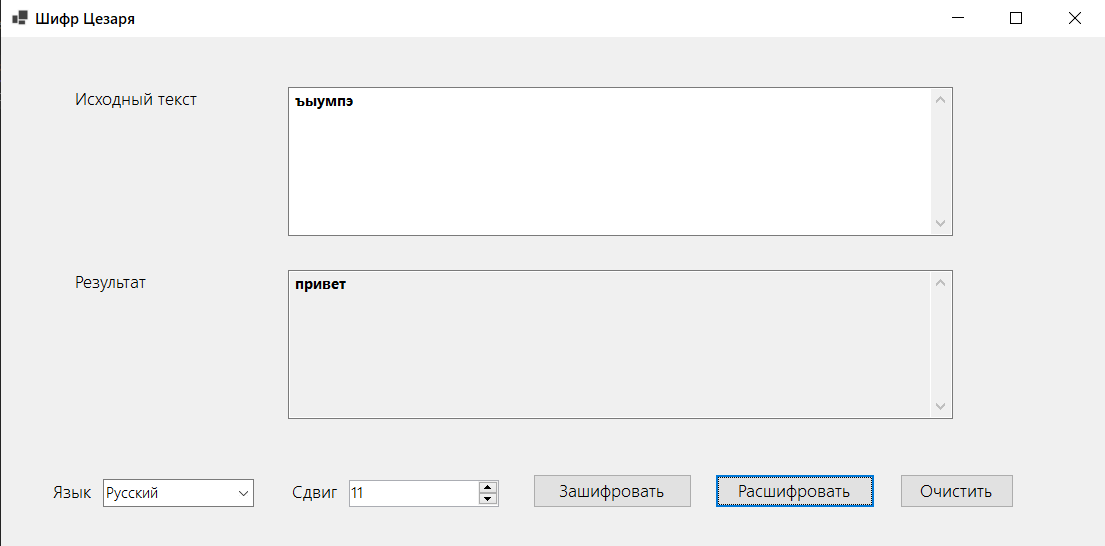 Шифр Цезаря
Исходный текст
ъыумпэ
Результат
привет
Язык Русский Сдвиг 11 Зашифровать Расшифровать Очистить